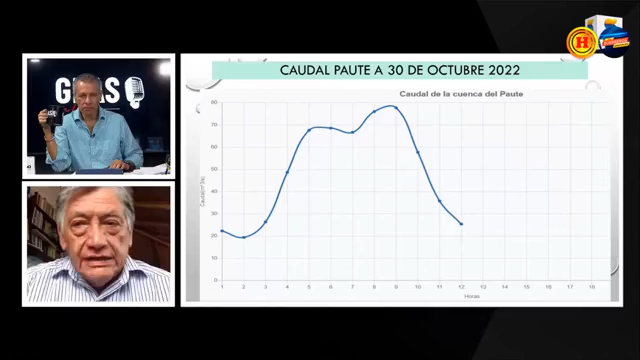 H
CAUDAL PAUTE A 30 DE OCTUBRE 2022
Caudal de la cuenca del Paute
80
70
60
50
40
30
20
10
0
1 2 3 4 5 6 7 8 9 10 11 12 13 14 15 16 17 18
Horas